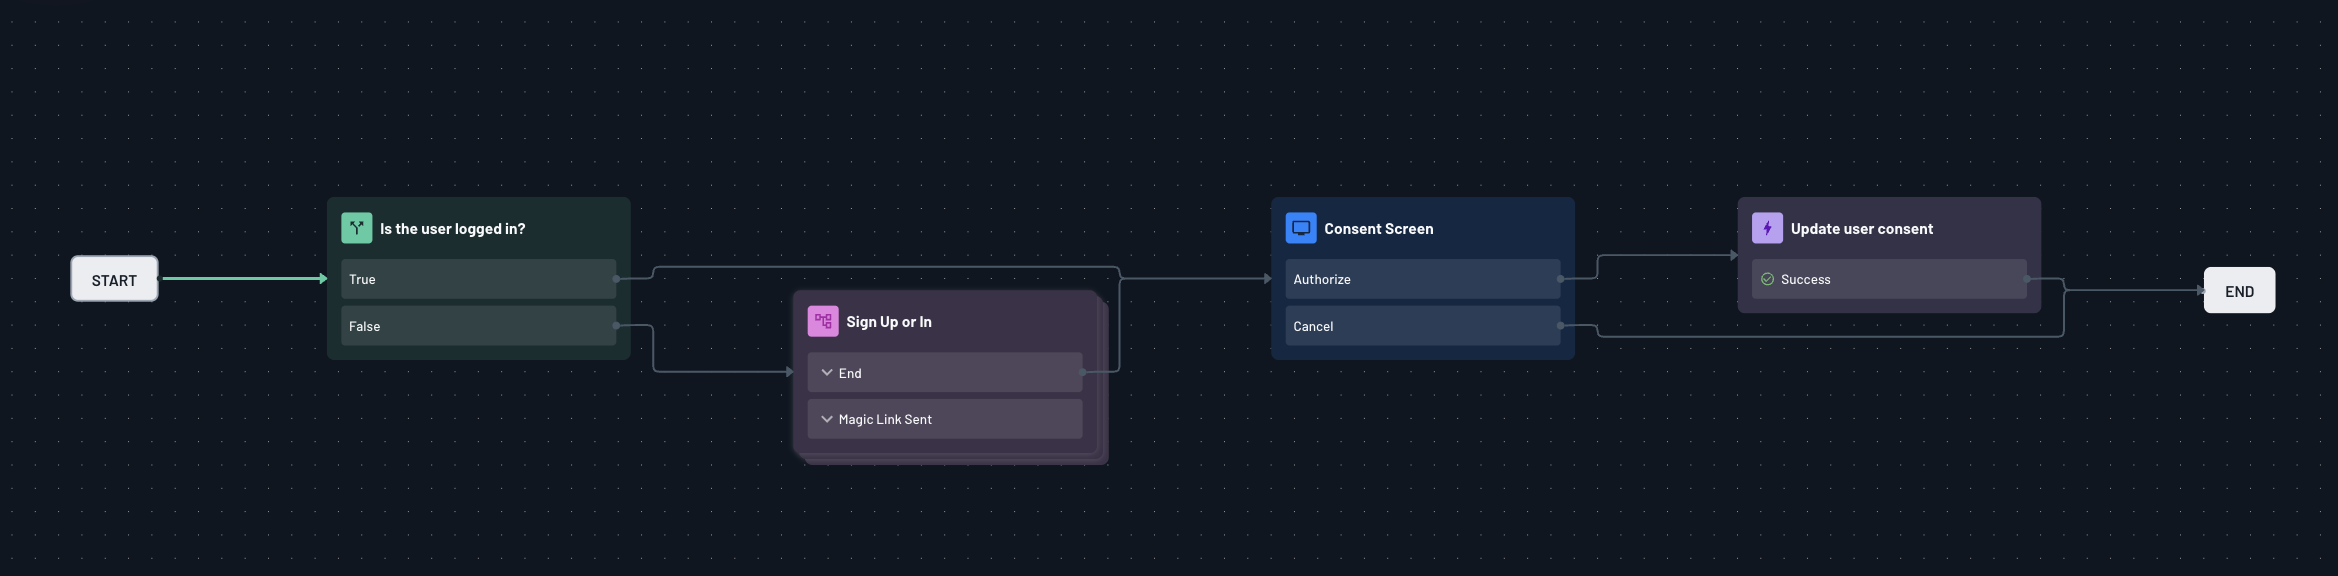 START
Is the user logged in?
True
False
Sign Up or In
End
Magic Link Sent
Consent Screen
Authorize
Cancel
Update user consent
Success
END